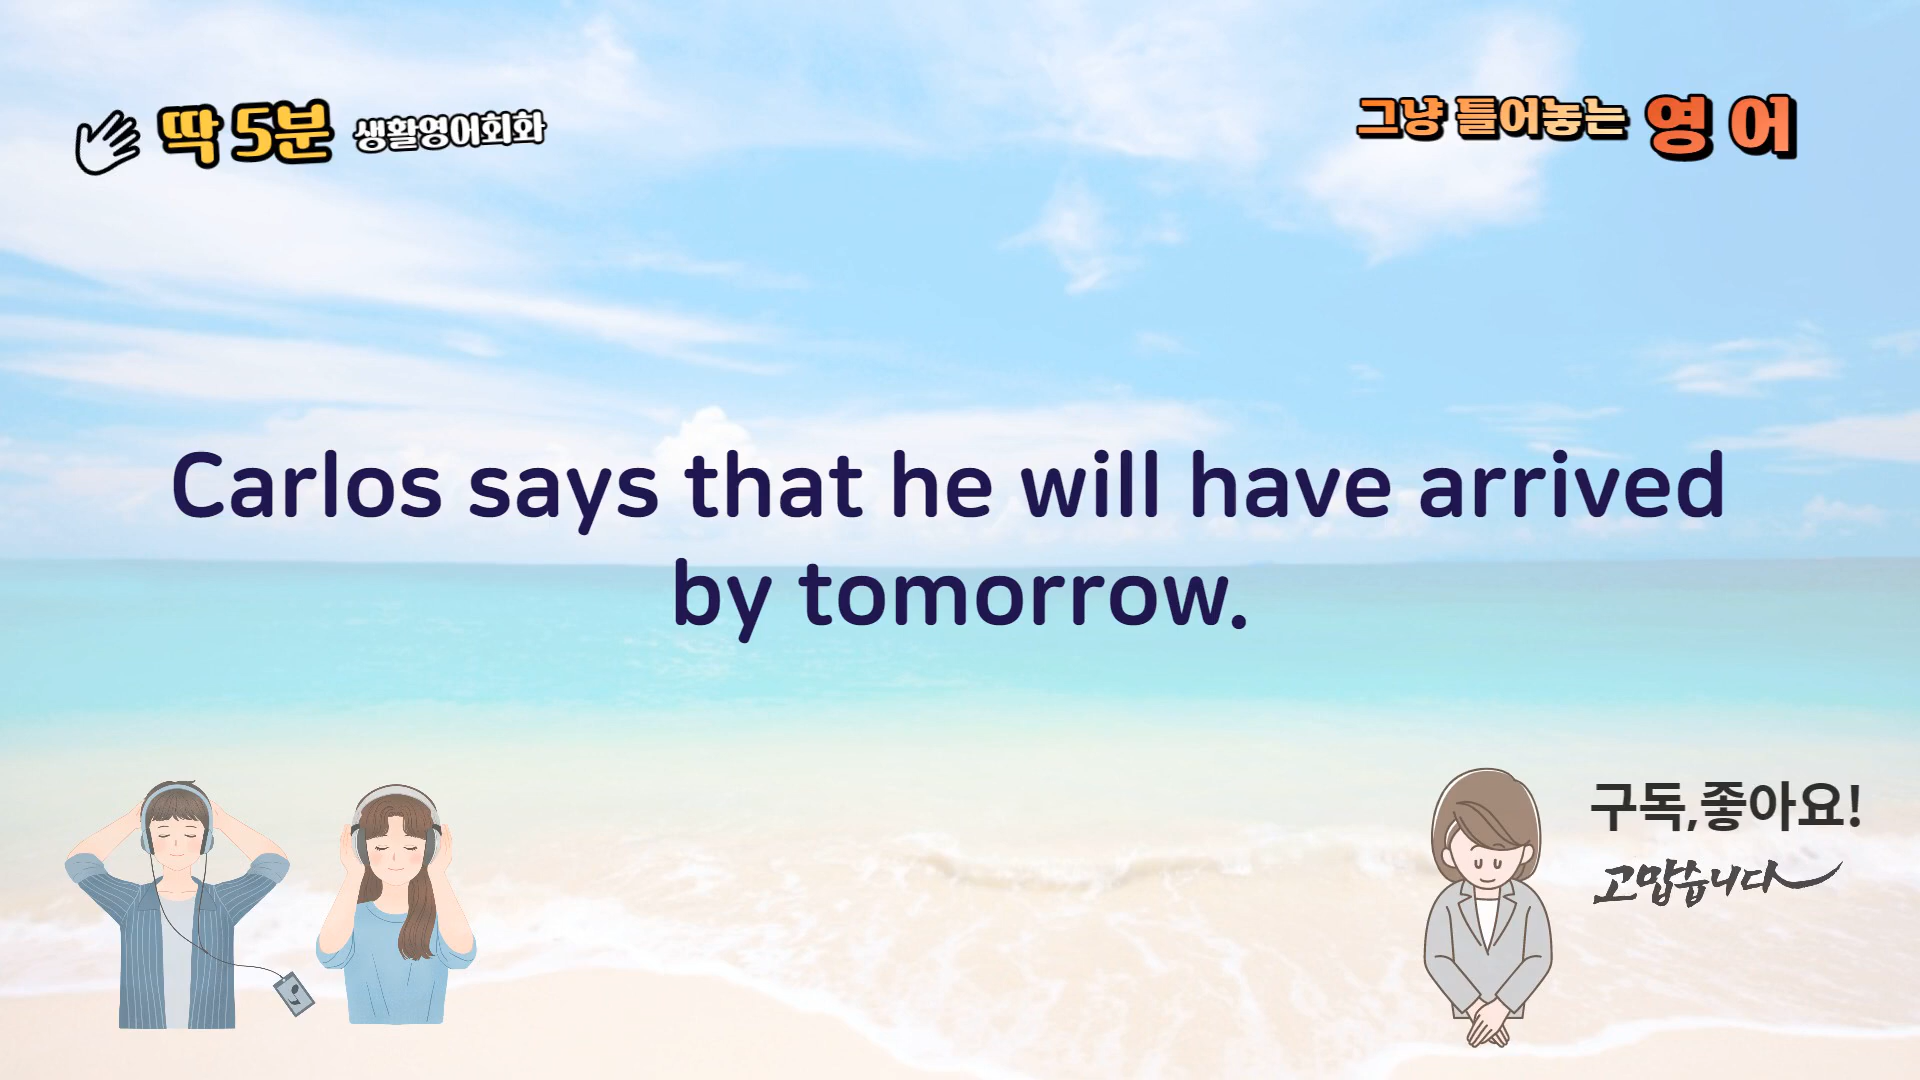 딱 5분 생활영어회화
그냥 틀어놓는 영어
Carlos says that he will have arrived
by tomorrow.
구독,좋아요!
고맙습니다